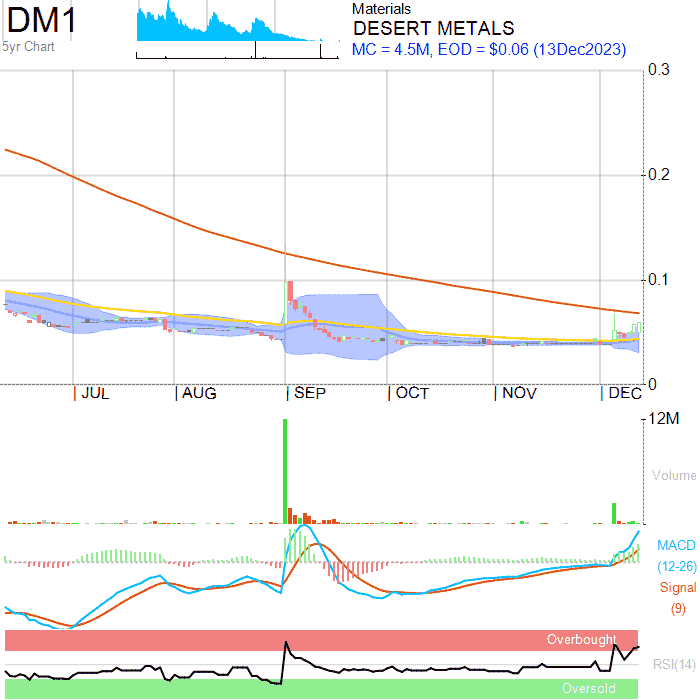 DM1
5yr Chart
Materials
DESERT METALS
MC = 4.5M, EOD = $0.06 (13Dec2023)
0.3
0.2
0.1
0
JUL AUG SEP OCT NOV DEC
12M
Volume
MACD
(12-26)
Signal
(9)
Overbought
RSI(14)
Oversold